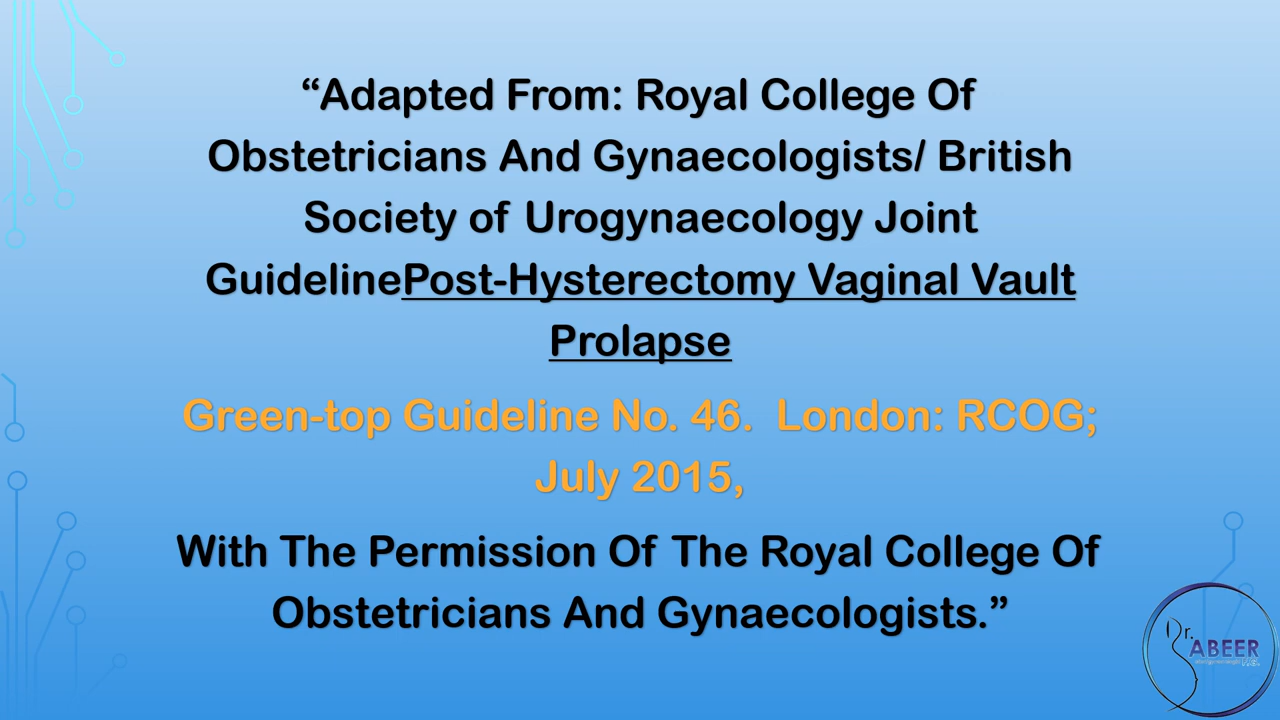 “Adapted From: Royal College Of
Obstetricians And Gynaecologists/ British
Society of Urogynaecology Joint
GuidelinePost-Hysterectomy Vaginal Vault
Prolapse
Green-top Guideline No. 46. London: RCOG;
July 2015,
With The Permission Of The Royal College Of
Obstetricians And Gynaecologists.”
Dr.
ABEER